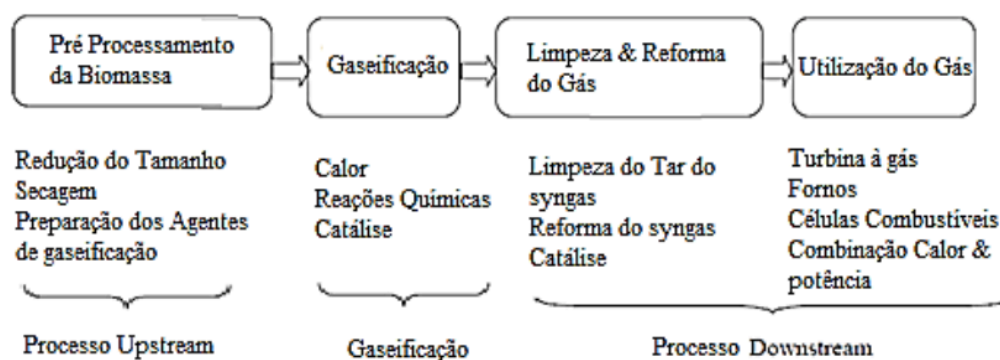 Pré Processamento
da Biomassa
Gaseificação
Limpeza & Reforma
do Gás
Utilização do Gás
Redução do Tamanho
Secagem
Preparação dos Agentes
de gaseificação
Calor
Reações Químicas
Catálise
Limpeza do Tar do
syngas
Reforma do syngas
Catálise
Turbina à gás
Fornos
Células Combustíveis
Combinação Calor &
potência
Processo Upstream
Gaseificação
Processo Downstream